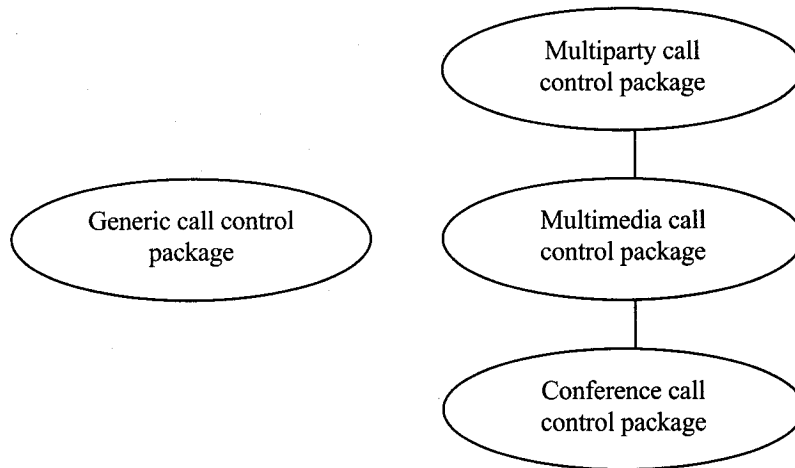 Multiparty call
control package
Generic call control
package
Multimedia call
control package
Conference call
control package